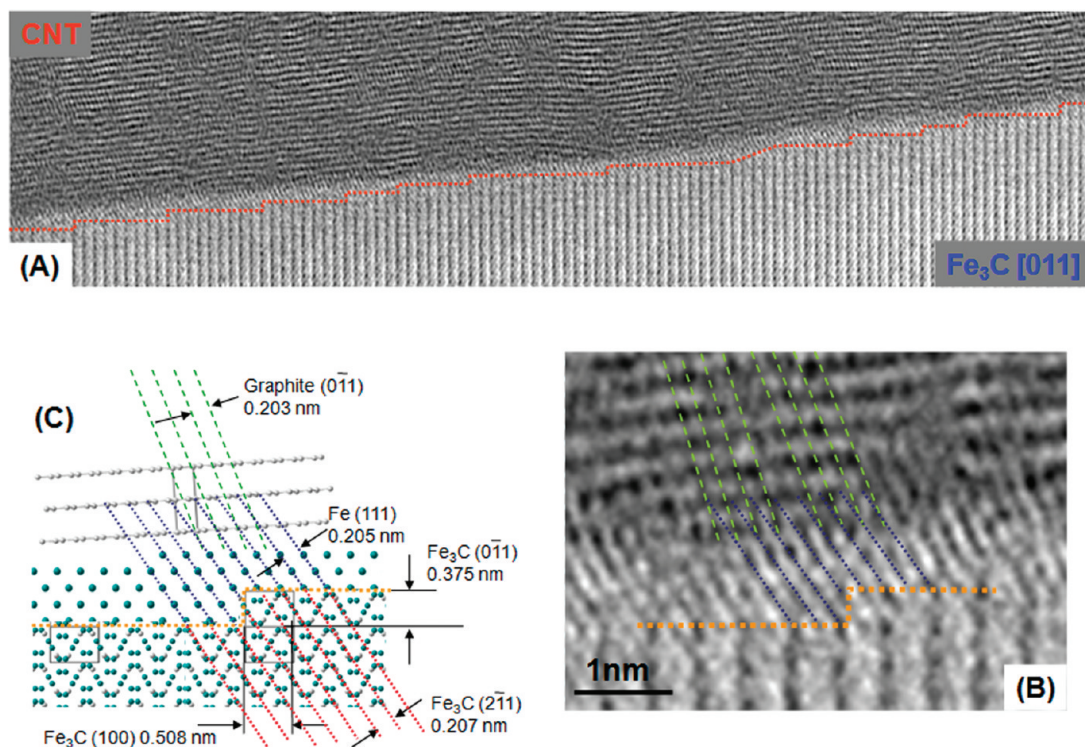 CNT
(A)
Fe₃C [011]
(C)
Graphite (01̅1)
0.203 nm
Fe (111)
0.205 nm
Fe₃C (01̅1)
0.375 nm
Fe₃C (21̅1)
0.207 nm
Fe₃C (100) 0.508 nm
1nm
(B)